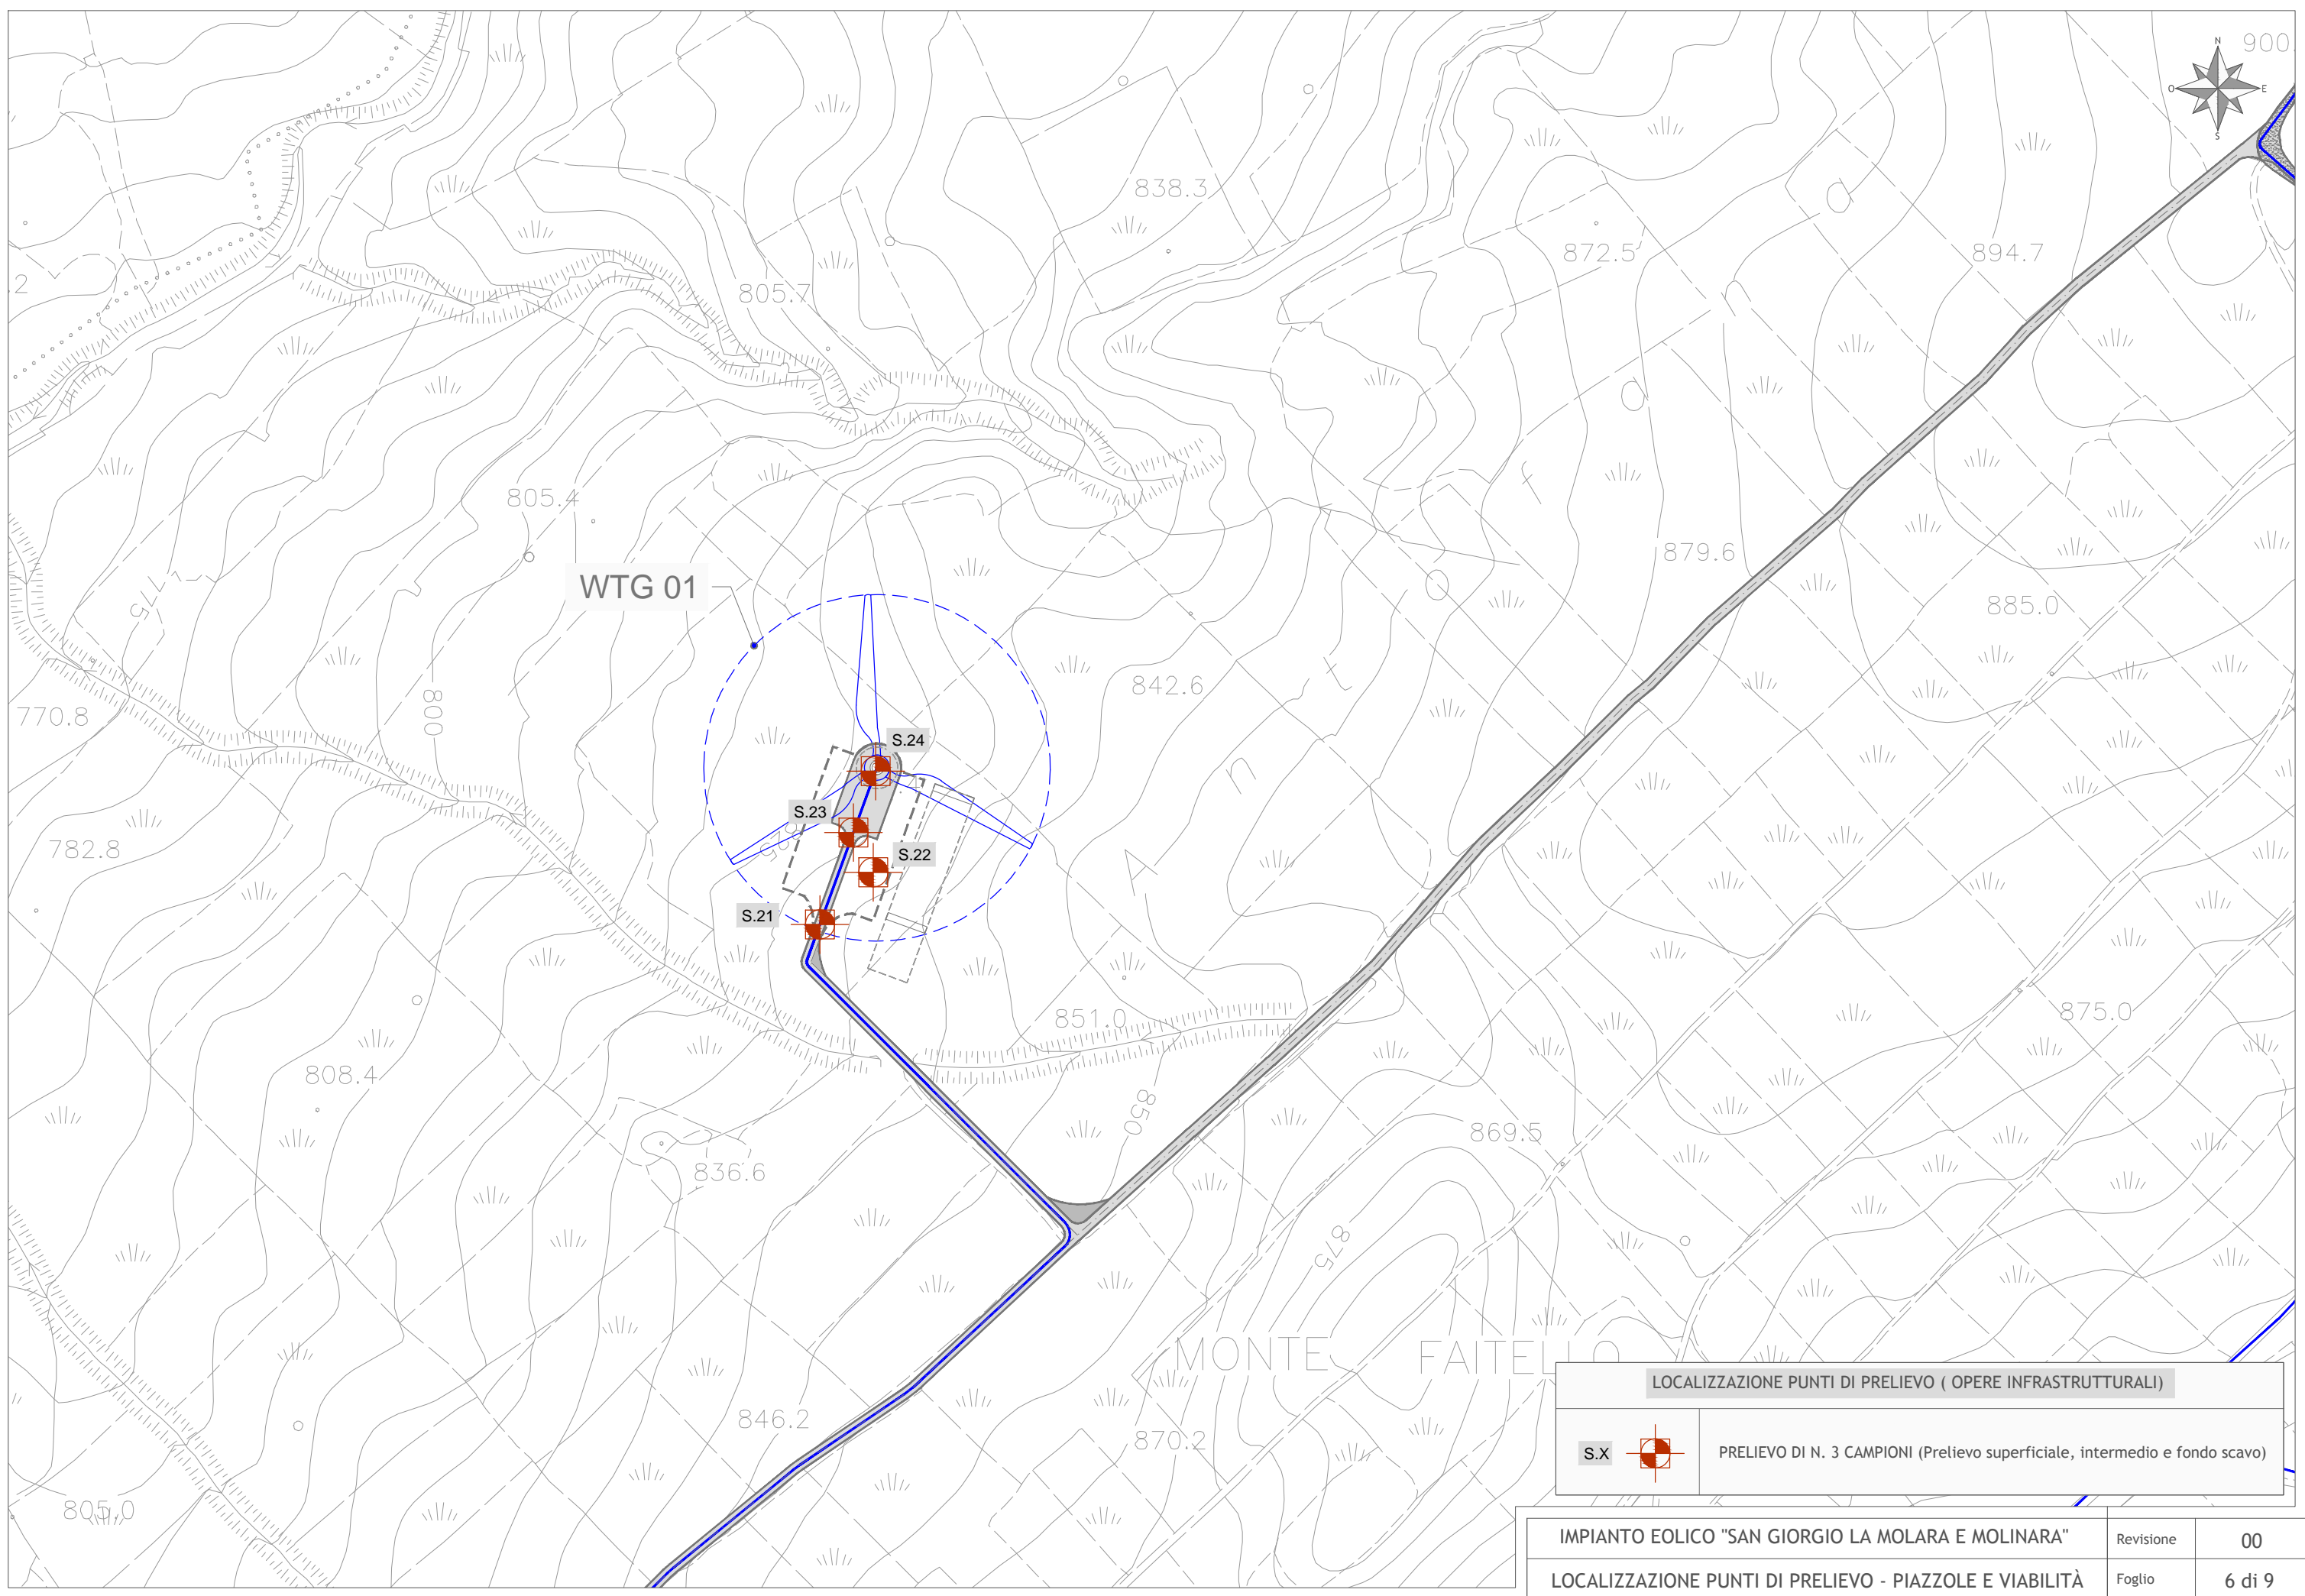 900.
N
O
E
S
838.3
872.5
894.7
.2
805.7
805.4
879.6
WTG 01
775
885.0
842.6
800
770.8
S.24
S.23
825
782.8
S.22
S.21
851.0
875.0
808.4
850
869.5
836.6
875
MONTE FAITELLO
846.2
870.2
805.0
LOCALIZZAZIONE PUNTI DI PRELIEVO ( OPERE INFRASTRUTTURALI)
S.X
PRELIEVO DI N. 3 CAMPIONI (Prelievo superficiale, intermedio e fondo scavo)
IMPIANTO EOLICO "SAN GIORGIO LA MOLARA E MOLINARA"
Revisione
00
LOCALIZZAZIONE PUNTI DI PRELIEVO - PIAZZOLE E VIABILITÀ
Foglio
6 di 9